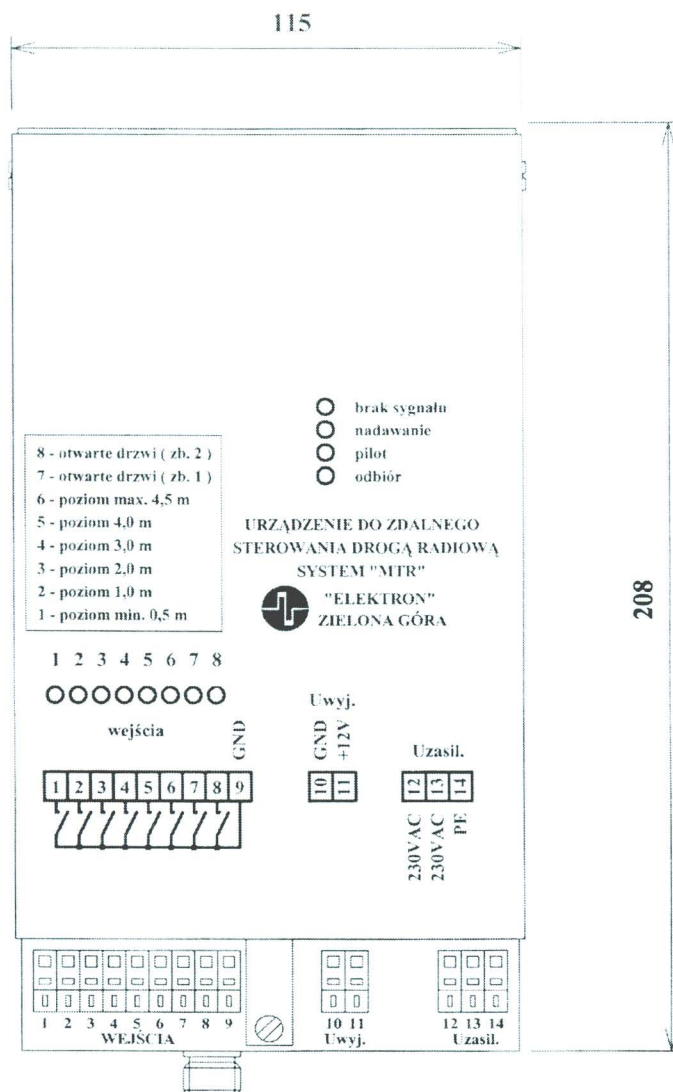 115
208
brak sygnału
nadawanie
pilot
odbiór
8 - otwarte drzwi ( zb. 2 )
7 - otwarte drzwi ( zb. 1 )
6 - poziom max. 4,5 m
5 - poziom 4,0 m
4 - poziom 3,0 m
3 - poziom 2,0 m
2 - poziom 1,0 m
1 - poziom min. 0,5 m
URZĄDZENIE DO ZDALNEGO
STEROWANIA DROGĄ RADIOWĄ
SYSTEM "MTR"
"ELEKTRON"
ZIELONA GÓRA
1 2 3 4 5 6 7 8
wejścia
GND
1 2 3 4 5 6 7 8 9
Uwyj.
GND
+12V
10 11
Uzasil.
12 13 14
230VAC
230VAC
PE
1 2 3 4 5 6 7 8 9
WEJŚCIA
10 11
Uwyj.
12 13 14
Uzasil.